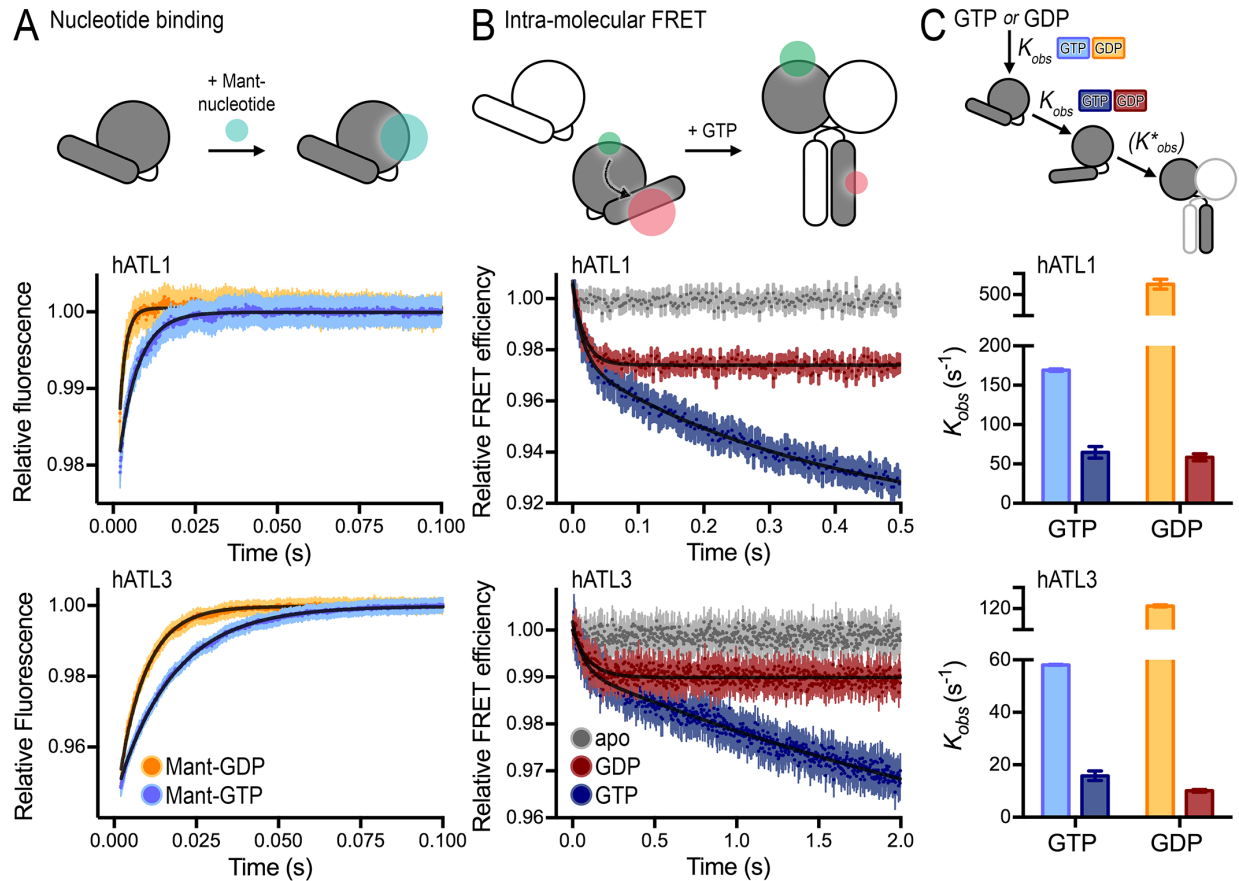 A Nucleotide binding
+ Mant-
nucleotide
hATL1
Relative fluorescence
1.00
0.99
0.98
0.000 0.025 0.050 0.075 0.100
Time (s)
hATL3
Relative Fluorescence
1.00
0.98
0.96
Mant-GDP
Mant-GTP
0.000 0.025 0.050 0.075 0.100
Time (s)
B Intra-molecular FRET
+ GTP
hATL1
Relative FRET efficiency
1.00
0.98
0.96
0.94
0.92
0.0 0.1 0.2 0.3 0.4 0.5
Time (s)
hATL3
Relative FRET efficiency
1.00
0.99
0.98
0.97
0.96
apo
GDP
GTP
0.0 0.5 1.0 1.5 2.0
Time (s)
C GTP or GDP
Kobs GTP GDP
Kobs GTP GDP
(K*obs)
hATL1
Kobs (s-1)
500
200
150
100
50
0
GTP GDP
hATL3
Kobs (s-1)
120
60
40
20
0
GTP GDP